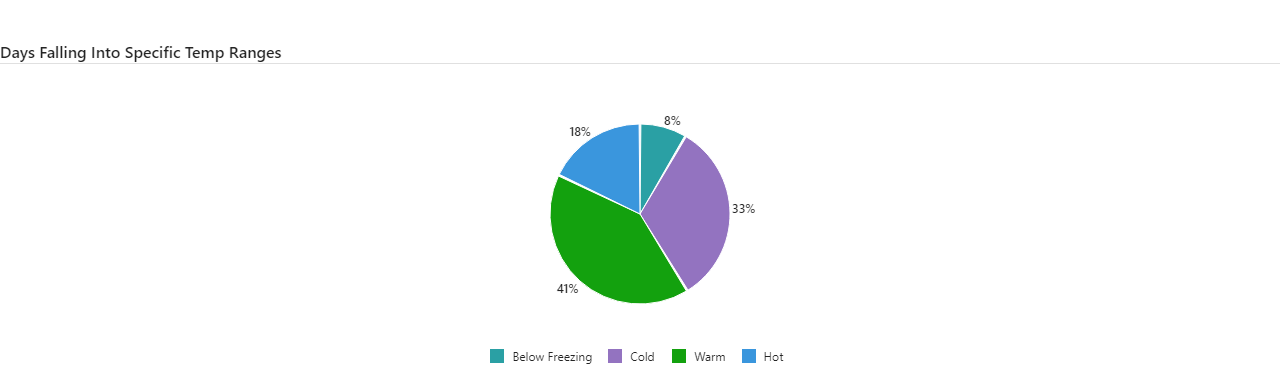 Days Falling Into Specific Temp Ranges
8%
18%
33%
41%
Below Freezing Cold Warm Hot